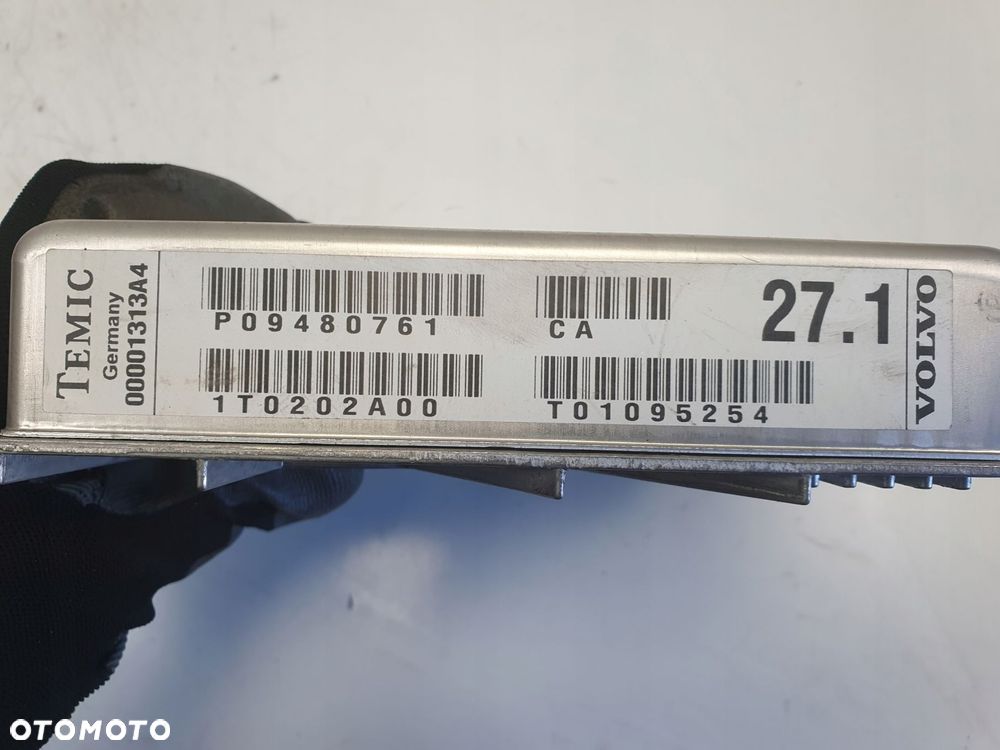 TEMIC
Germany
00001313A4
P09480761
CA
27.1
1T0202A00
T01095254
VOLVO
OTOMOTO